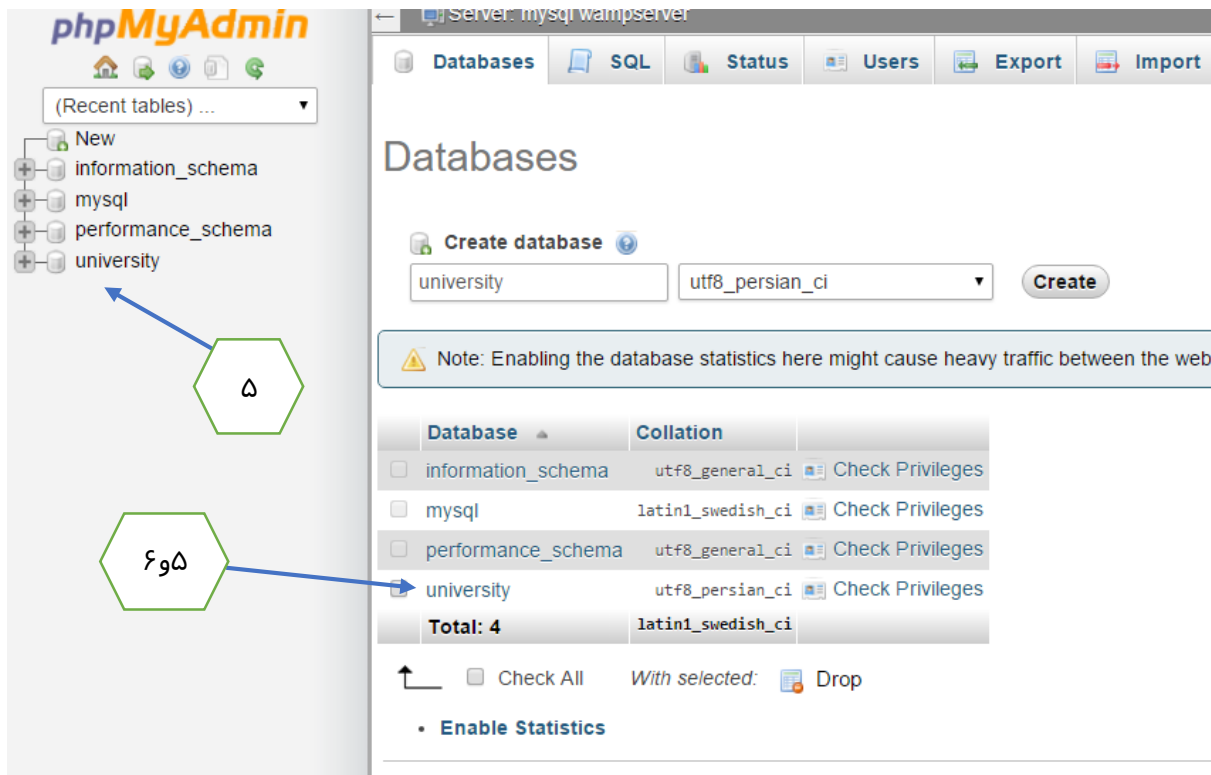 phpMyAdmin
(Recent tables) ...
New
information_schema
mysql
performance_schema
university
۵
۵و۶
Server: mysql wampserver
Databases SQL Status Users Export Import
Databases
Create database
university utf8_persian_ci Create
Note: Enabling the database statistics here might cause heavy traffic between the web
Database Collation
information_schema utf8_general_ci Check Privileges
mysql latin1_swedish_ci Check Privileges
performance_schema utf8_general_ci Check Privileges
university utf8_persian_ci Check Privileges
Total: 4 latin1_swedish_ci
Check All With selected: Drop
• Enable Statistics